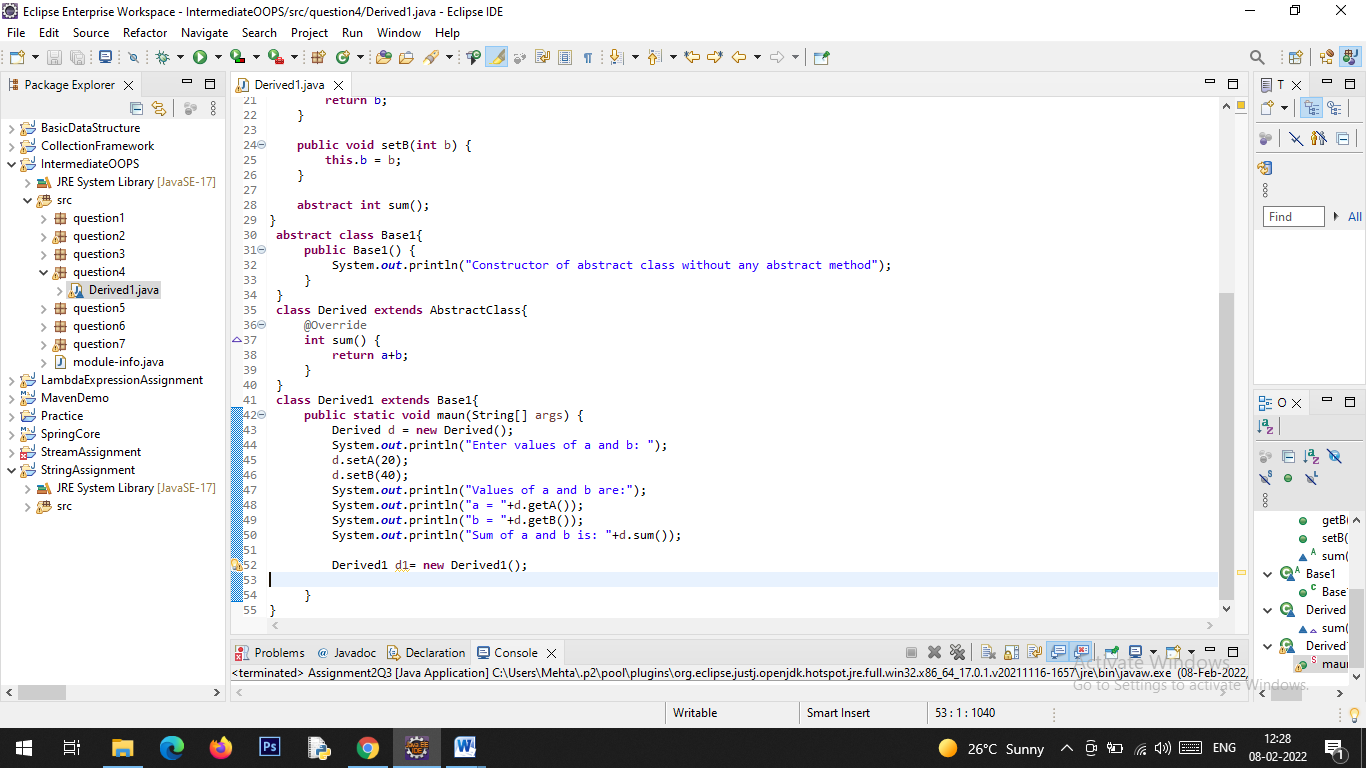 Eclipse Enterprise Workspace - IntermediateOOPS/src/question4/Derived1.java - Eclipse IDE
File Edit Source Refactor Navigate Search Project Run Window Help
Package Explorer
BasicDataStructure
CollectionFramework
IntermediateOOPS
JRE System Library [JavaSE-17]
src
question1
question2
question3
question4
Derived1.java
question5
question6
question7
module-info.java
LambdaExpressionAssignment
MavenDemo
Practice
SpringCore
StreamAssignment
StringAssignment
JRE System Library [JavaSE-17]
src
Derived1.java
21 return b;
22 }
23
24 public void setB(int b) {
25 this.b = b;
26 }
27
28 abstract int sum();
29 }
30 abstract class Base1{
31 public Base1() {
32 System.out.println("Constructor of abstract class without any abstract method");
33 }
34 }
35 class Derived extends AbstractClass{
36 @Override
37 int sum() {
38 return a+b;
39 }
40 }
41 class Derived1 extends Base1{
42 public static void maun(String[] args) {
43 Derived d = new Derived();
44 System.out.println("Enter values of a and b: ");
45 d.setA(20);
46 d.setB(40);
47 System.out.println("Values of a and b are:");
48 System.out.println("a = "+d.getA());
49 System.out.println("b = "+d.getB());
50 System.out.println("Sum of a and b is: "+d.sum());
51
52 Derived1 d1= new Derived1();
53
54 }
55 }
T
Find
All
O
getB(
setB(
sum(
Base1
Base
Derived
sum(
Derived
mau
Problems @ Javadoc Declaration Console
<terminated> Assignment2Q3 [Java Application] C:\Users\Mehta\.p2\pool\plugins\org.eclipse.justj.openjdk.hotspot.jre.full.win32.x86_64_17.0.1.v20211116-1657\jre\bin\javaw.exe (08-Feb-2022,
Activate Windows
Go to Settings to activate Windows.
Writable
Smart Insert
53 : 1 : 1040
Ps
26°C Sunny
ENG
12:28
08-02-2022
1